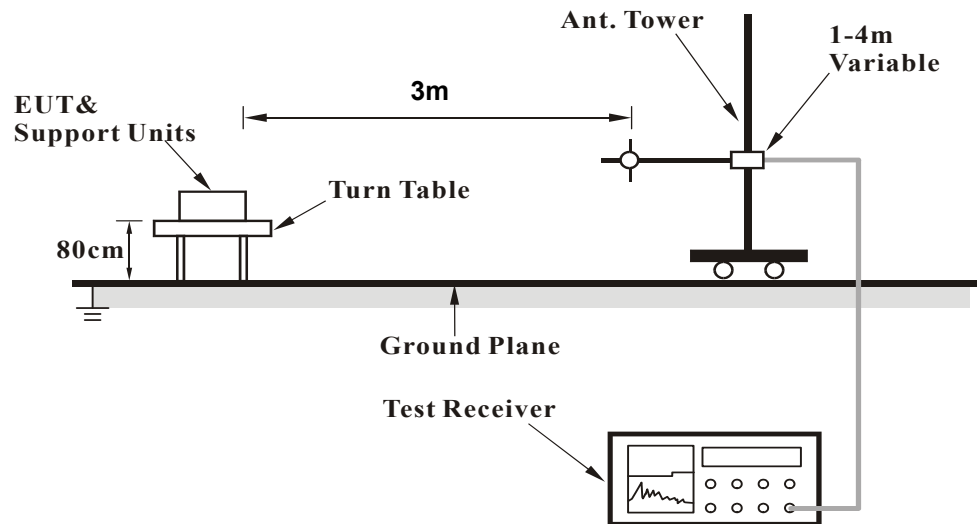 Ant. Tower
1-4m
Variable
3m
EUT&
Support Units
Turn Table
80cm
Ground Plane
Test Receiver